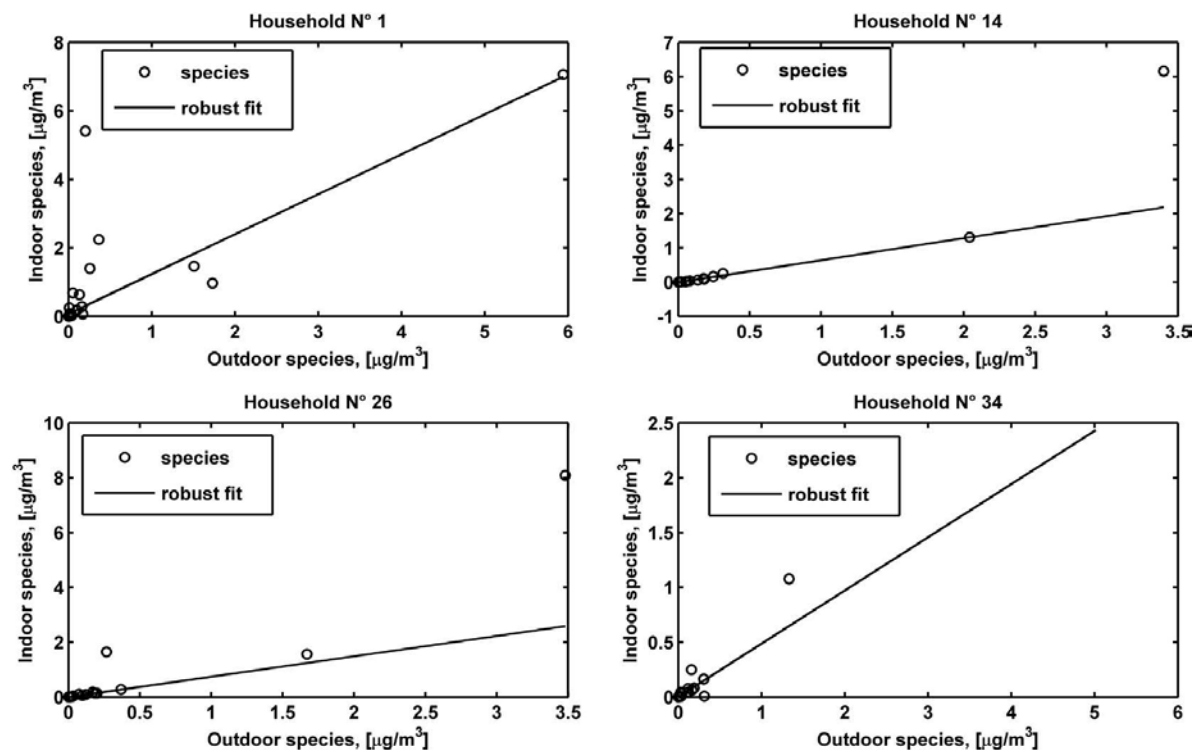 Household N° 1
8
6
4
2
0
0 1 2 3 4 5 6
Indoor species, [µg/m³]
Outdoor species, [µg/m³]
species
robust fit
Household N° 14
7
6
5
4
3
2
1
0
-1
0 0.5 1 1.5 2 2.5 3 3.5
Indoor species, [µg/m³]
Outdoor species, [µg/m³]
species
robust fit
Household N° 26
10
8
6
4
2
0
0 0.5 1 1.5 2 2.5 3 3.5
Indoor species, [µg/m³]
Outdoor species, [µg/m³]
species
robust fit
Household N° 34
2.5
2
1.5
1
0.5
0
0 1 2 3 4 5 6
Indoor species, [µg/m³]
Outdoor species, [µg/m³]
species
robust fit